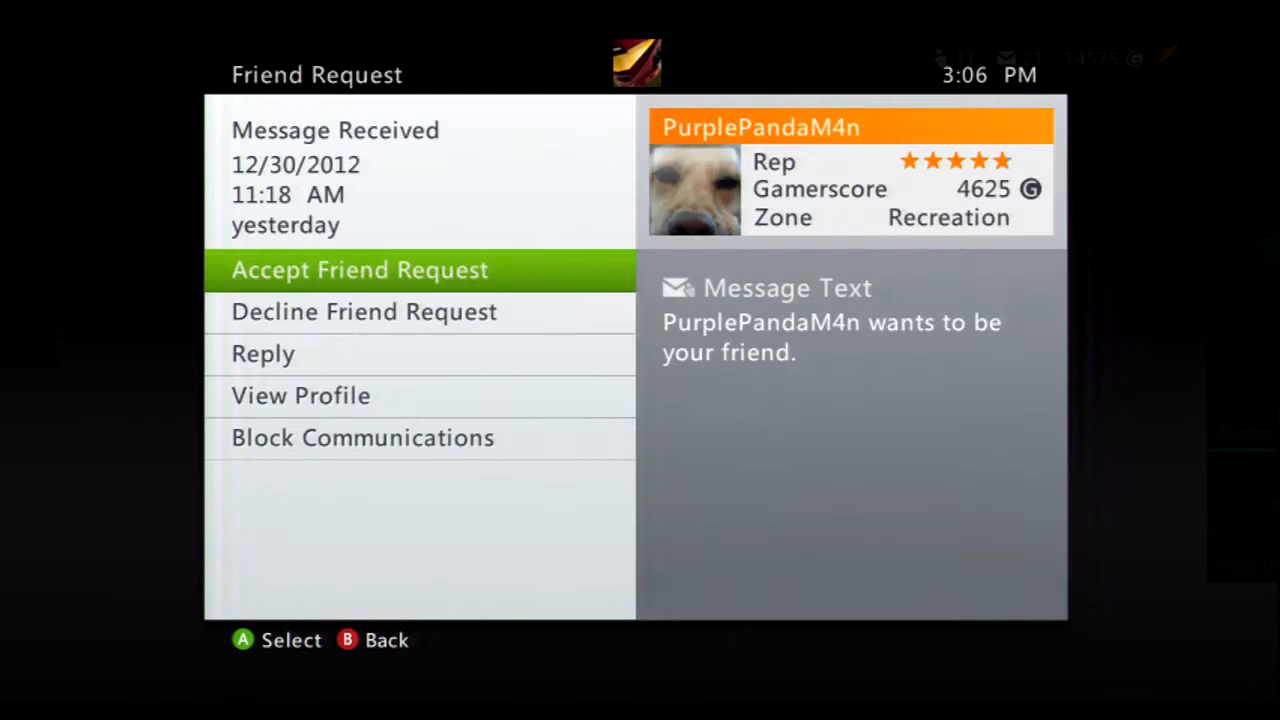 Friend Request
3:06 PM
Message Received
12/30/2012
11:18 AM
yesterday
Accept Friend Request
Decline Friend Request
Reply
View Profile
Block Communications
PurplePandaM4n
Rep
Gamerscore 4625 G
Zone Recreation
Message Text
PurplePandaM4n wants to be
your friend.
A Select B Back